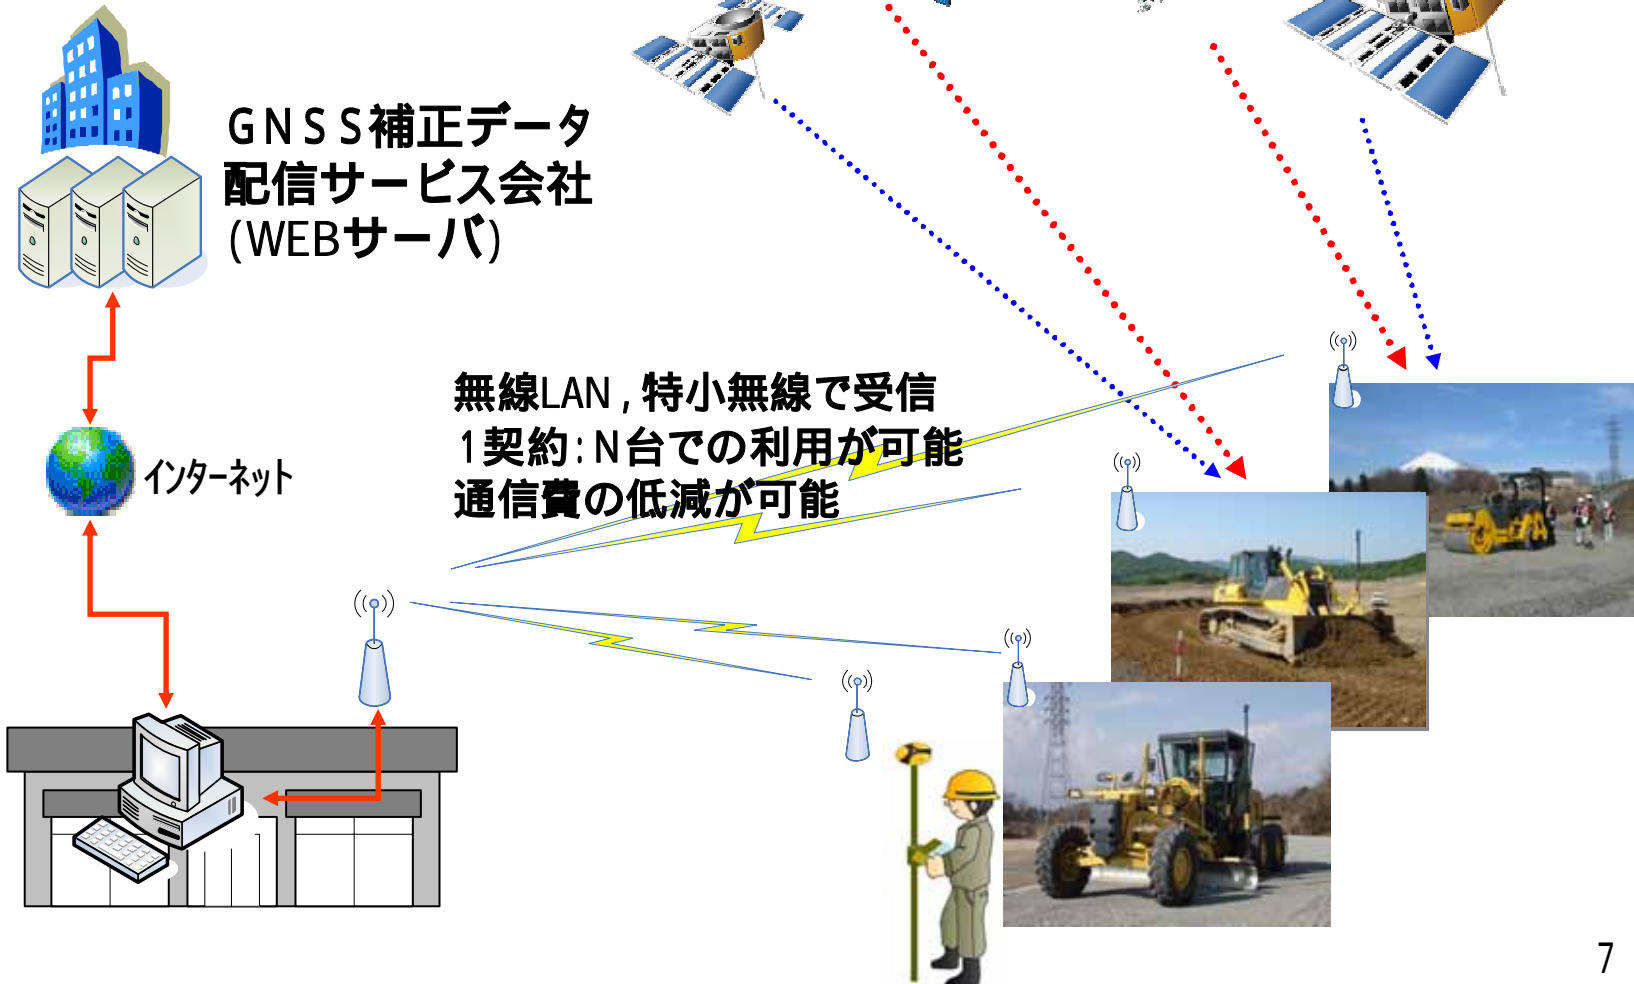 GNSS補正データ
配信サービス会社
(WEBサーバ)
無線LAN,特小無線で受信
1契約:N台での利用が可能
通信費の低減が可能
インターネット
7